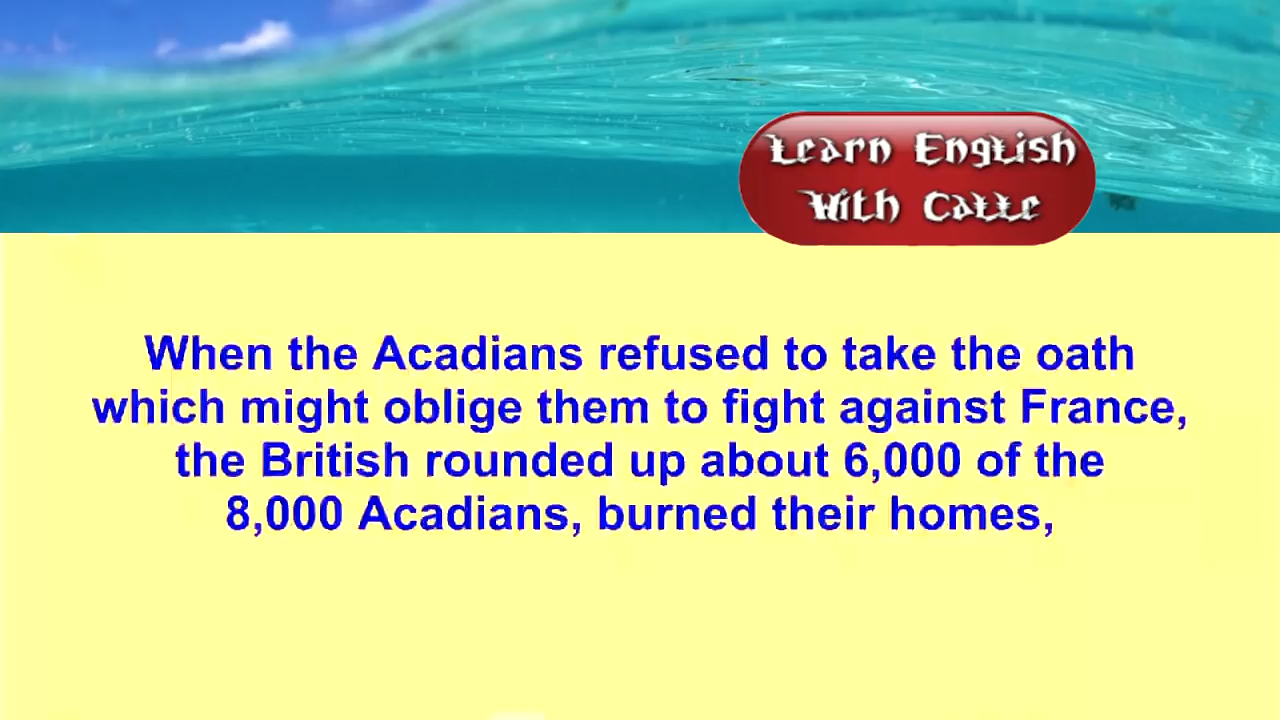 Learn English
With Calle
When the Acadians refused to take the oath
which might oblige them to fight against France,
the British rounded up about 6,000 of the
8,000 Acadians, burned their homes,